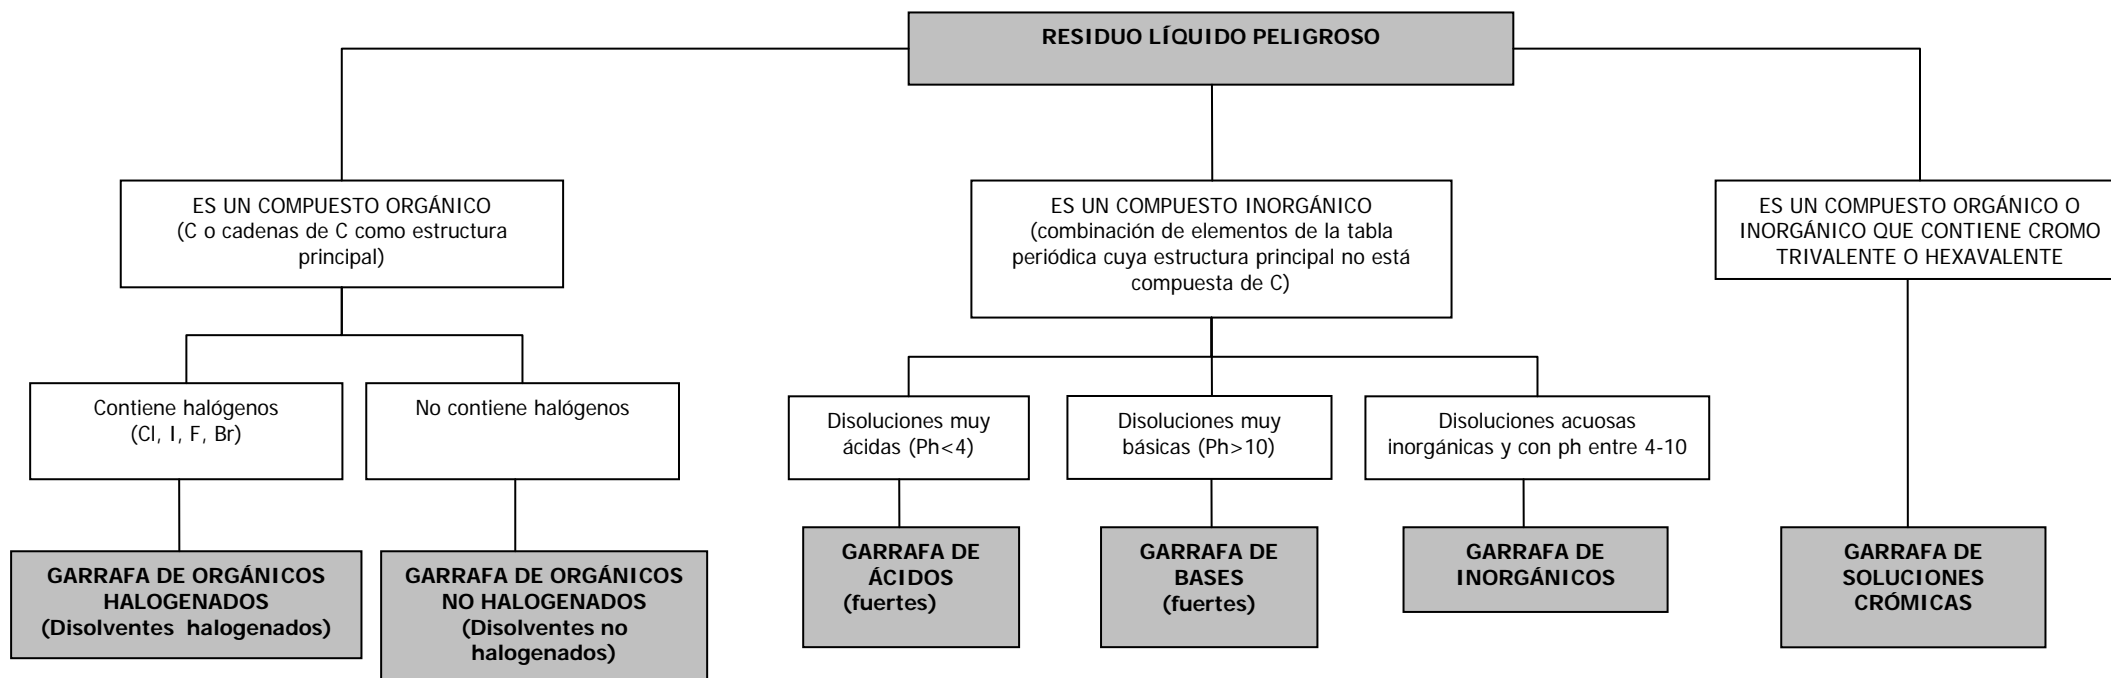 RESIDUO LÍQUIDO PELIGROSO
ES UN COMPUESTO ORGÁNICO
(C o cadenas de C como estructura
principal)
ES UN COMPUESTO INORGÁNICO
(combinación de elementos de la tabla
periódica cuya estructura principal no está
compuesta de C)
ES UN COMPUESTO ORGÁNICO O
INORGÁNICO QUE CONTIENE CROMO
TRIVALENTE O HEXAVALENTE
Contiene halógenos
(Cl, I, F, Br)
No contiene halógenos
Disoluciones muy
ácidas (Ph<4)
Disoluciones muy
básicas (Ph>10)
Disoluciones acuosas
inorgánicas y con ph entre 4-10
GARRAFA DE ORGÁNICOS
HALOGENADOS
(Disolventes halogenados)
GARRAFA DE ORGÁNICOS
NO HALOGENADOS
(Disolventes no
halogenados)
GARRAFA DE
ÁCIDOS
(fuertes)
GARRAFA DE
BASES
(fuertes)
GARRAFA DE
INORGÁNICOS
GARRAFA DE
SOLUCIONES
CRÓMICAS